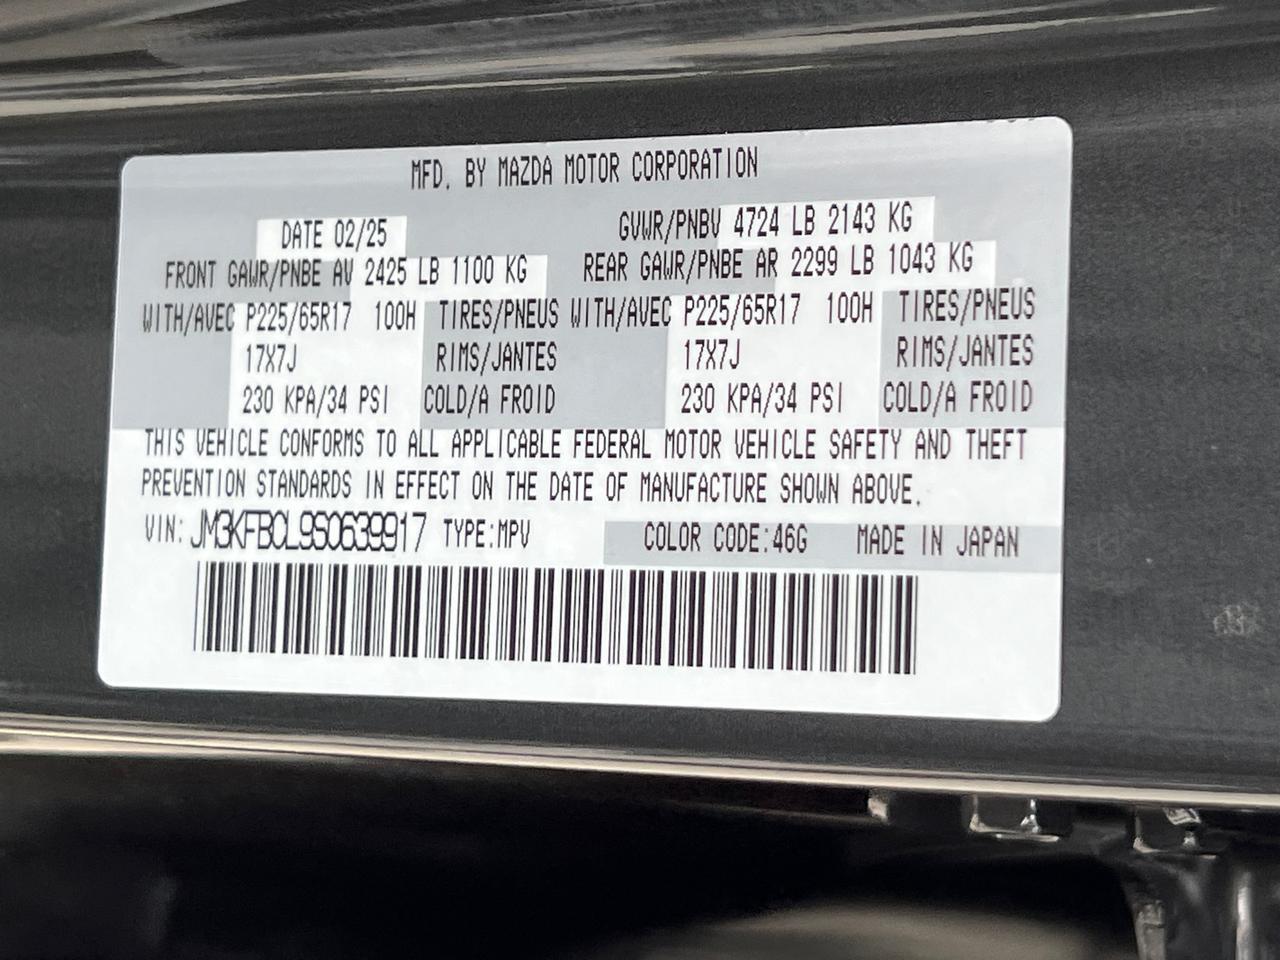 MFD. BY MAZDA MOTOR CORPORATION
DATE 02/25 GVWR/PNBV 4724 LB 2143 KG
FRONT GAWR/PNBE AV 2425 LB 1100 KG REAR GAWR/PNBE AR 2299 LB 1043 KG
WITH/AVEC P225/65R17 100H TIRES/PNEUS WITH/AVEC P225/65R17 100H TIRES/PNEUS
17X7J RIMS/JANTES 17X7J RIMS/JANTES
230 KPA/34 PSI COLD/A FROID 230 KPA/34 PSI COLD/A FROID
THIS VEHICLE CONFORMS TO ALL APPLICABLE FEDERAL MOTOR VEHICLE SAFETY AND THEFT
PREVENTION STANDARDS IN EFFECT ON THE DATE OF MANUFACTURE SHOWN ABOVE.
VIN: JM3KFBCL9S0639917 TYPE:MPV COLOR CODE:46G MADE IN JAPAN